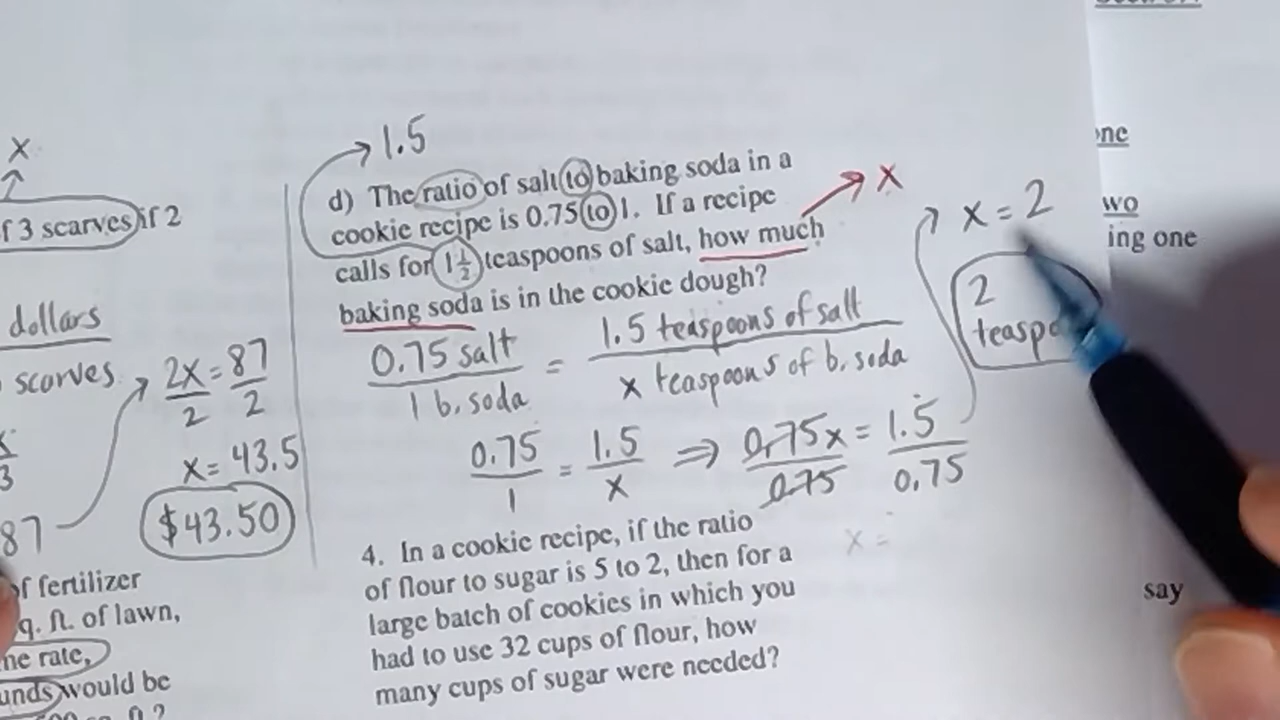 x
f 3 scarves if 2
dollars
scorves
2x = 87
2 2
x = 43.5
$43.50
3
87
of fertilizer
q. ft. of lawn,
me rate,
unds would be
1.5
d) The ratio of salt to baking soda in a
cookie recipe is 0.75 to 1. If a recipe
calls for 1 1/2 teaspoons of salt, how much
baking soda is in the cookie dough?
x
0.75 salt = 1.5 teaspoons of salt
1 b. soda x teaspoons of b. soda
0.75 = 1.5 ⇒ 0.75x = 1.5
1 x 0.75 0.75
x = 2
2
teaspo
x =
4. In a cookie recipe, if the ratio
of flour to sugar is 5 to 2, then for a
large batch of cookies in which you
had to use 32 cups of flour, how
many cups of sugar were needed?
one
wo
ing one
say